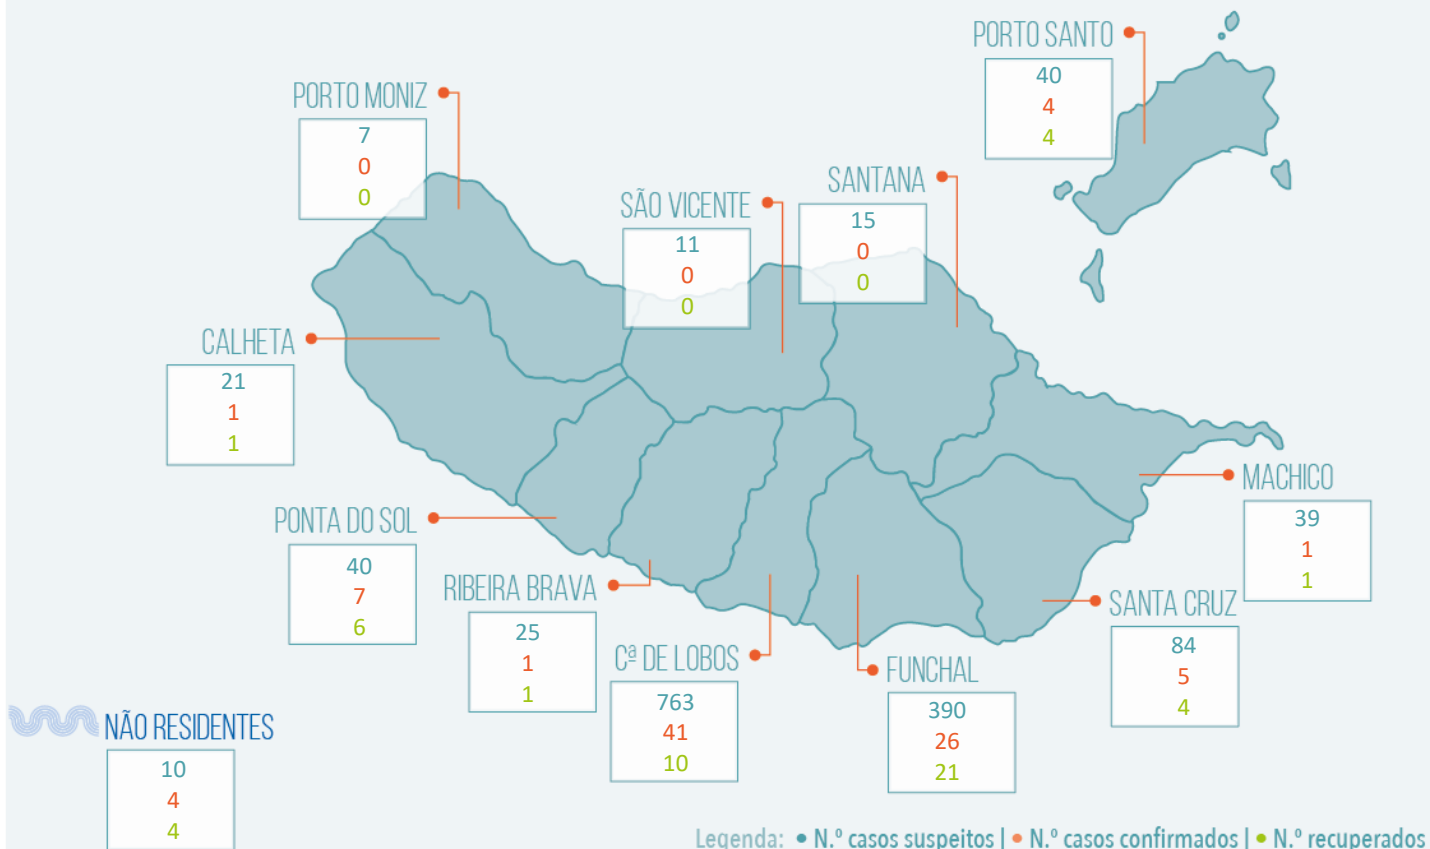 PORTO SANTO
40
4
4
PORTO MONIZ
7
0
0
SANTANA
15
0
0
SÃO VICENTE
11
0
0
CALHETA
21
1
1
MACHICO
39
1
1
PONTA DO SOL
40
7
6
RIBEIRA BRAVA
25
1
1
SANTA CRUZ
84
5
4
Cª DE LOBOS
763
41
10
FUNCHAL
390
26
21
NÃO RESIDENTES
10
4
4
Legenda: • N.º casos suspeitos | • N.º casos confirmados | • N.º recuperados